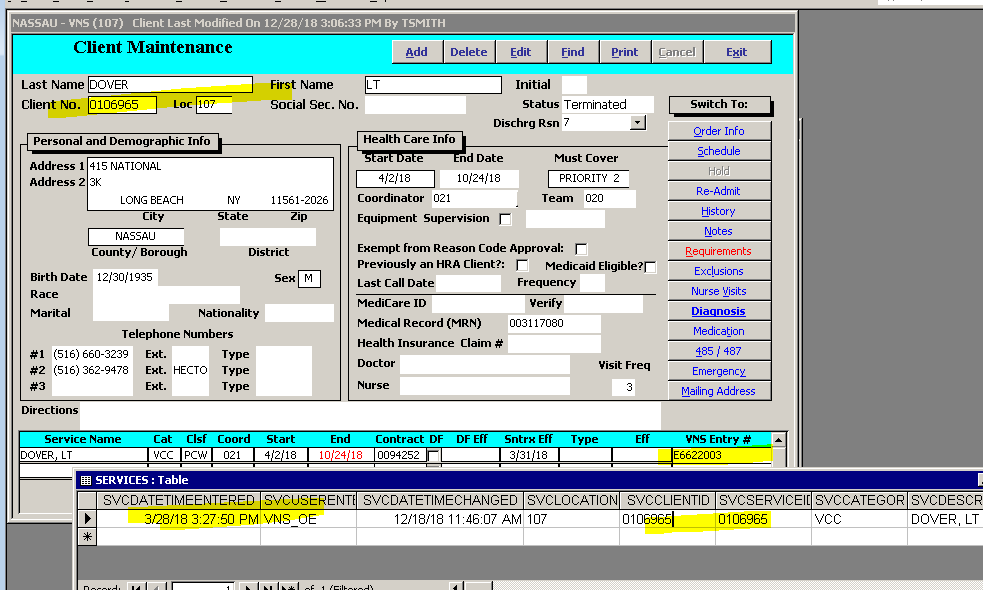 NASSAU - VNS (107) Client Last Modified On 12/28/18 3:06:33 PM By TSMITH
Client Maintenance
Add Delete Edit Find Print Cancel Exit
Last Name DOVER First Name LT Initial
Client No. 0106965 Loc 107 Social Sec. No. Status Terminated Switch To:
Dischrg Rsn 7
Personal and Demographic Info
Address 1 415 NATIONAL
Address 2 3K
LONG BEACH NY 11561-2026
City State Zip
NASSAU
County/ Borough District
Birth Date 12/30/1935 Sex M
Race
Marital Nationality
Telephone Numbers
#1 (516) 660-3239 Ext. Type
#2 (516) 362-9478 Ext. HECTO Type
#3 Ext. Type
Health Care Info
Start Date End Date Must Cover
4/2/18 10/24/18 PRIORITY 2
Coordinator 021 Team 020
Equipment Supervision
Exempt from Reason Code Approval:
Previously an HRA Client?: Medicaid Eligible?
Last Call Date Frequency
MediCare ID Verify
Medical Record (MRN) 003117080
Health Insurance Claim #
Doctor Visit Freq
Nurse 3
Order Info
Schedule
Hold
Re-Admit
History
Notes
Requirements
Exclusions
Nurse Visits
Diagnosis
Medication
485 / 487
Emergency
Mailing Address
Directions
Service Name Cat Clsf Coord Start End Contract DF DF Eff Sntrx Eff Type Eff VNS Entry #
DOVER, LT VCC PCW 021 4/2/18 10/24/18 0094252 3/31/18 E6622003
SERVICES : Table
SVCDATETIMEENTERED SVCUSERENTE SVCDATETIMECHANGED SVCLOCATION SVCCLIENTID SVCSERVICEID SVCCATEGOR SVCDESCR
3/28/18 3:27:50 PM VNS_OE 12/18/18 11:46:07 AM 107 0106965 0106965 VCC DOVER, LT
Record: 1 of 1 (Filtered)